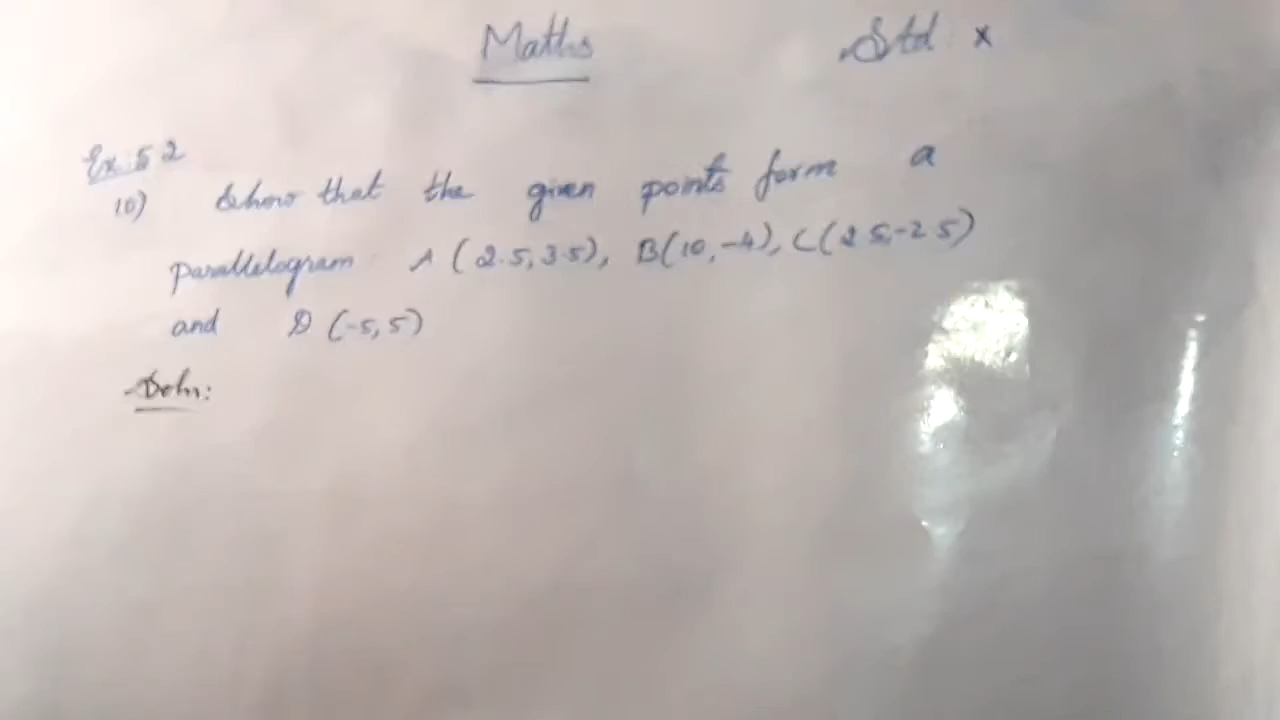 Maths Std : x
Ex: 5.2
10) Show that the given points form a
parallelogram A (2.5, 3.5), B(10, -4), C(2.5, -2.5)
and D (-5, 5)
Soln: